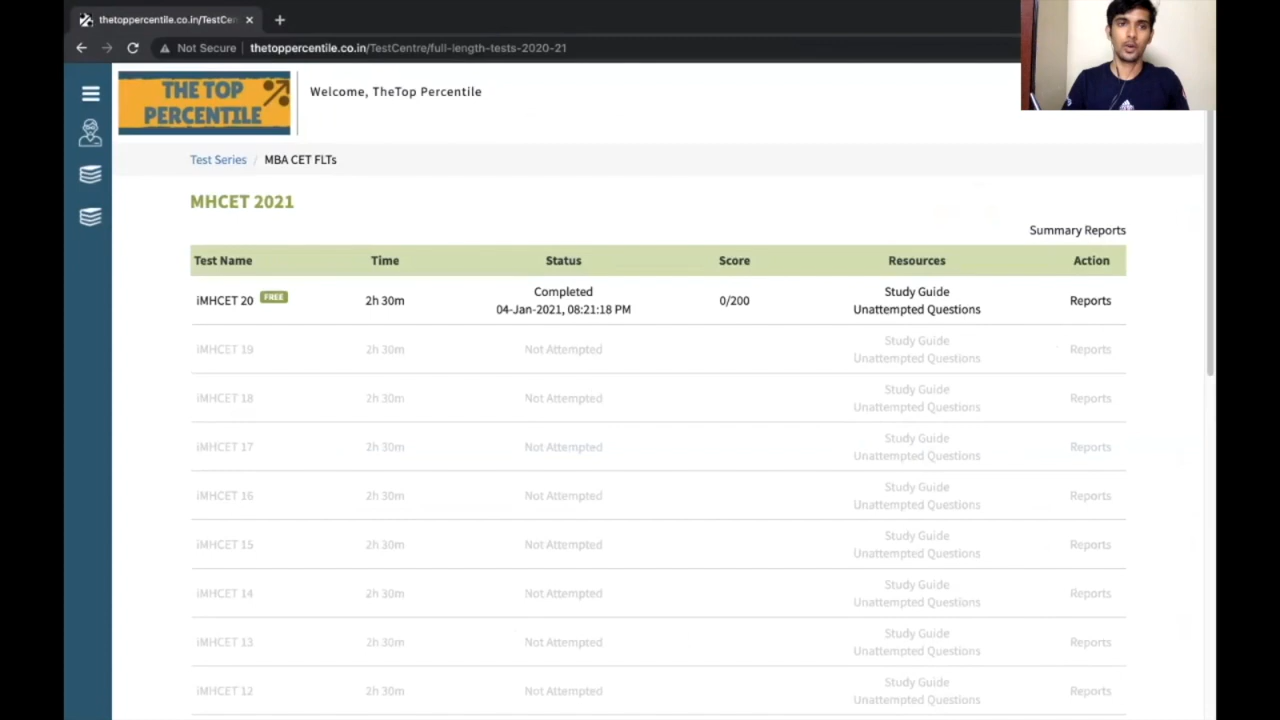 thetoppercentile.co.in/TestCen
Not Secure thetoppercentile.co.in/TestCentre/full-length-tests-2020-21
THE TOP
PERCENTILE
Welcome, TheTop Percentile
Test Series / MBA CET FLTs
MHCET 2021
Summary Reports
Test Name Time Status Score Resources Action
iMHCET 20 FREE 2h 30m Completed 0/200 Study Guide Reports
04-Jan-2021, 08:21:18 PM Unattempted Questions
iMHCET 19 2h 30m Not Attempted Study Guide Reports
Unattempted Questions
iMHCET 18 2h 30m Not Attempted Study Guide Reports
Unattempted Questions
iMHCET 17 2h 30m Not Attempted Study Guide Reports
Unattempted Questions
iMHCET 16 2h 30m Not Attempted Study Guide Reports
Unattempted Questions
iMHCET 15 2h 30m Not Attempted Study Guide Reports
Unattempted Questions
iMHCET 14 2h 30m Not Attempted Study Guide Reports
Unattempted Questions
iMHCET 13 2h 30m Not Attempted Study Guide Reports
Unattempted Questions
iMHCET 12 2h 30m Not Attempted Study Guide Reports
Unattempted Questions